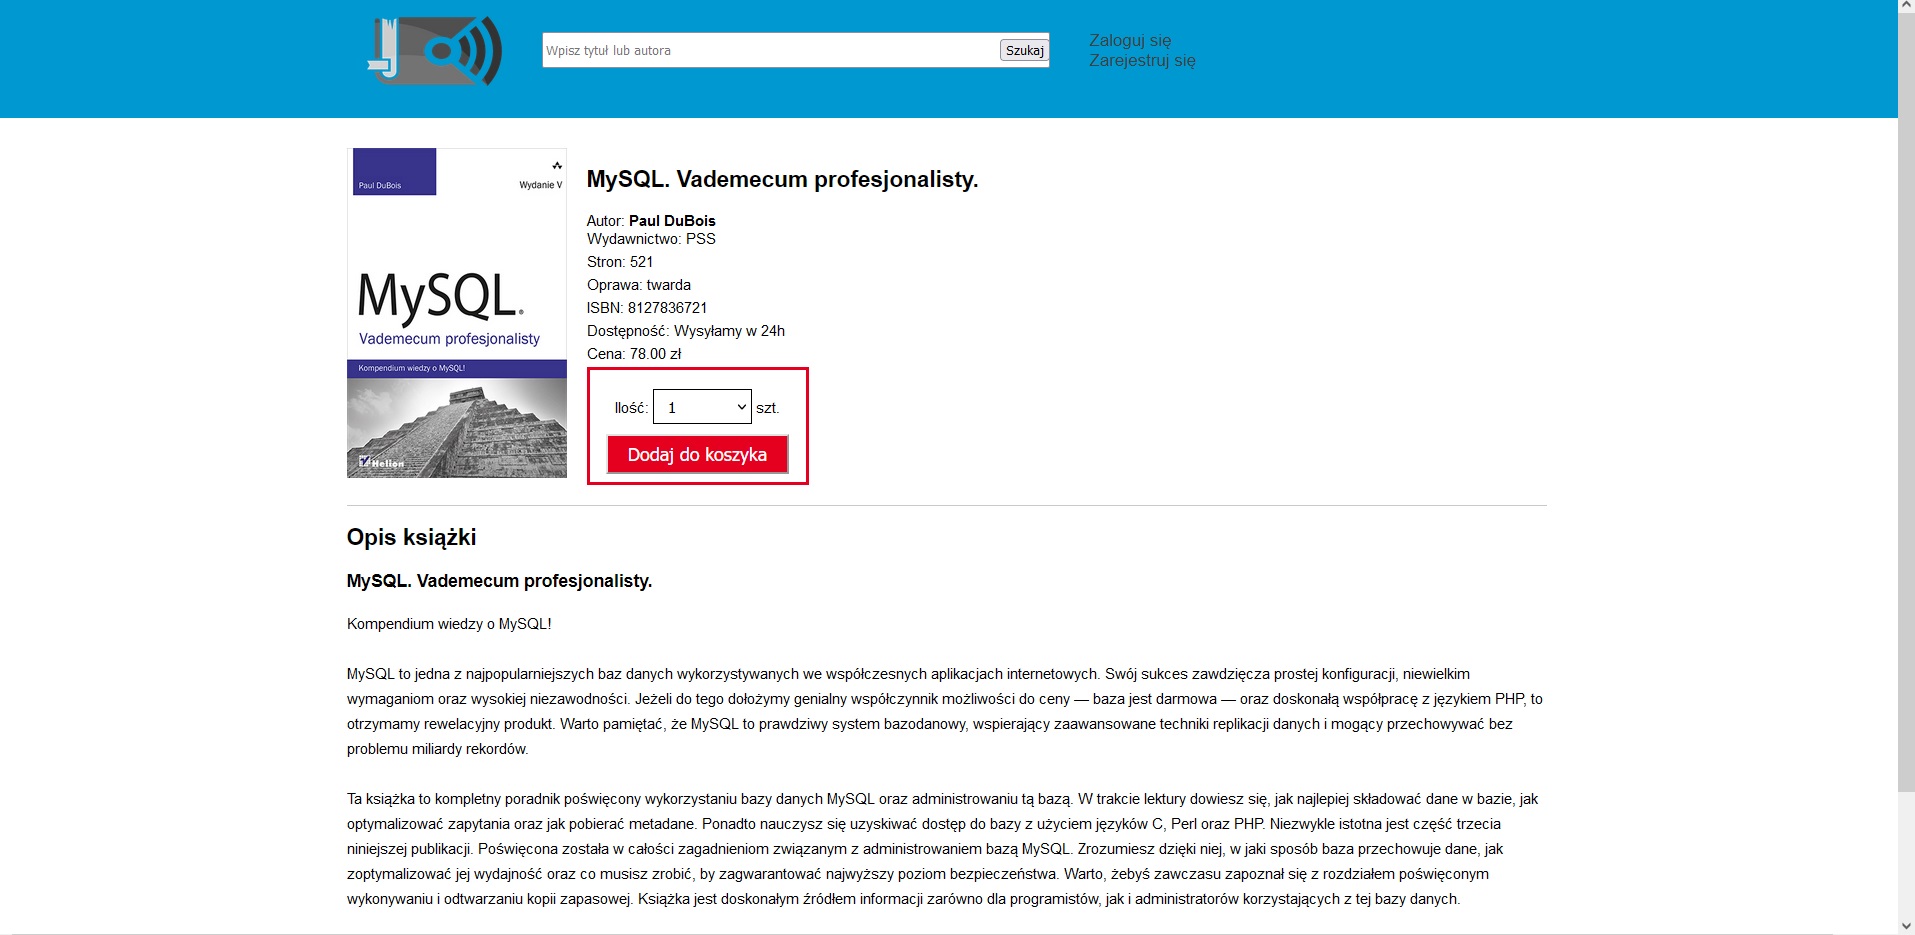 Wpisz tytuł lub autora
Szukaj
Zaloguj się
Zarejestruj się
Paul DuBois
Wydanie V
MySQL.
Vademecum profesjonalisty
Kompendium wiedzy o MySQL!
Helion
MySQL. Vademecum profesjonalisty.
Autor: Paul DuBois
Wydawnictwo: PSS
Stron: 521
Oprawa: twarda
ISBN: 8127836721
Dostępność: Wysyłamy w 24h
Cena: 78.00 zł
Ilość: 1 szt.
Dodaj do koszyka
Opis książki
MySQL. Vademecum profesjonalisty.
Kompendium wiedzy o MySQL!
MySQL to jedna z najpopularniejszych baz danych wykorzystywanych we współczesnych aplikacjach internetowych. Swój sukces zawdzięcza prostej konfiguracji, niewielkim
wymaganiom oraz wysokiej niezawodności. Jeżeli do tego dołożymy genialny współczynnik możliwości do ceny — baza jest darmowa — oraz doskonałą współpracę z językiem PHP, to
otrzymamy rewelacyjny produkt. Warto pamiętać, że MySQL to prawdziwy system bazodanowy, wspierający zaawansowane techniki replikacji danych i mogący przechowywać bez
problemu miliardy rekordów.
Ta książka to kompletny poradnik poświęcony wykorzystaniu bazy danych MySQL oraz administrowaniu tą bazą. W trakcie lektury dowiesz się, jak najlepiej składować dane w bazie, jak
optymalizować zapytania oraz jak pobierać metadane. Ponadto nauczysz się uzyskiwać dostęp do bazy z użyciem języków C, Perl oraz PHP. Niezwykle istotna jest część trzecia
niniejszej publikacji. Poświęcona została w całości zagadnieniom związanym z administrowaniem bazą MySQL. Zrozumiesz dzięki niej, w jaki sposób baza przechowuje dane, jak
zoptymalizować jej wydajność oraz co musisz zrobić, by zagwarantować najwyższy poziom bezpieczeństwa. Warto, żebyś zawczasu zapoznał się z rozdziałem poświęconym
wykonywaniu i odtwarzaniu kopii zapasowej. Książka jest doskonałym źródłem informacji zarówno dla programistów, jak i administratorów korzystających z tej bazy danych.